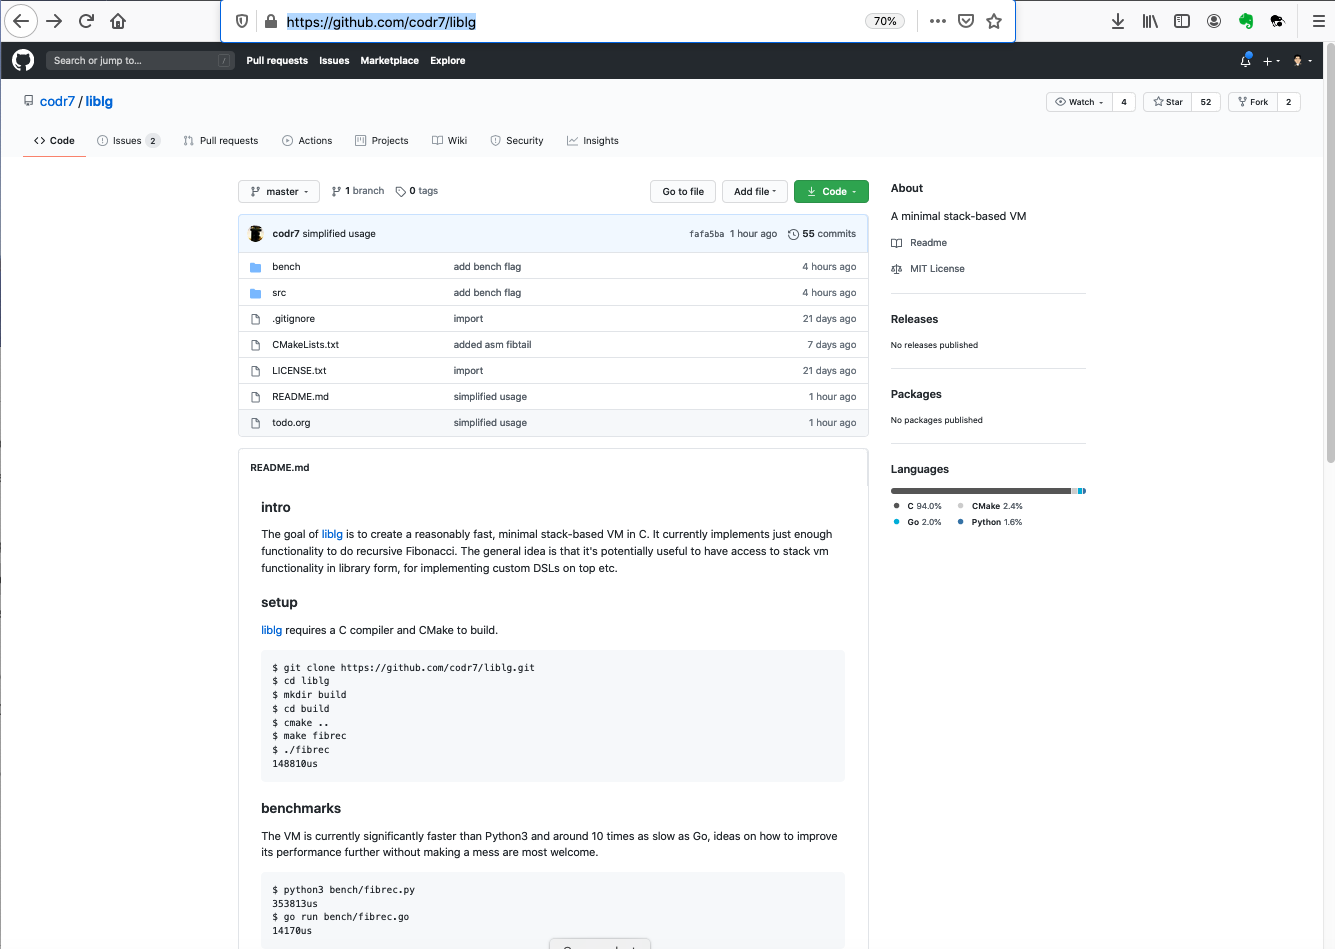 https://github.com/codr7/liblg
70%
Search or jump to...
/
Pull requests Issues Marketplace Explore
codr7 / liblg
Watch 4 Star 52 Fork 2
Code Issues 2 Pull requests Actions Projects Wiki Security Insights
master 1 branch 0 tags Go to file Add file Code
codr7 simplified usage fafa5ba 1 hour ago 55 commits
bench add bench flag 4 hours ago
src add bench flag 4 hours ago
.gitignore import 21 days ago
CMakeLists.txt added asm fibtail 7 days ago
LICENSE.txt import 21 days ago
README.md simplified usage 1 hour ago
todo.org simplified usage 1 hour ago
README.md
intro
The goal of liblg is to create a reasonably fast, minimal stack-based VM in C. It currently implements just enough
functionality to do recursive Fibonacci. The general idea is that it's potentially useful to have access to stack vm
functionality in library form, for implementing custom DSLs on top etc.
setup
liblg requires a C compiler and CMake to build.
$ git clone https://github.com/codr7/liblg.git
$ cd liblg
$ mkdir build
$ cd build
$ cmake ..
$ make fibrec
$ ./fibrec
148810us
benchmarks
The VM is currently significantly faster than Python3 and around 10 times as slow as Go, ideas on how to improve
its performance further without making a mess are most welcome.
$ python3 bench/fibrec.py
353813us
$ go run bench/fibrec.go
14170us
About
A minimal stack-based VM
Readme
MIT License
Releases
No releases published
Packages
No packages published
Languages
C 94.0% CMake 2.4%
Go 2.0% Python 1.6%